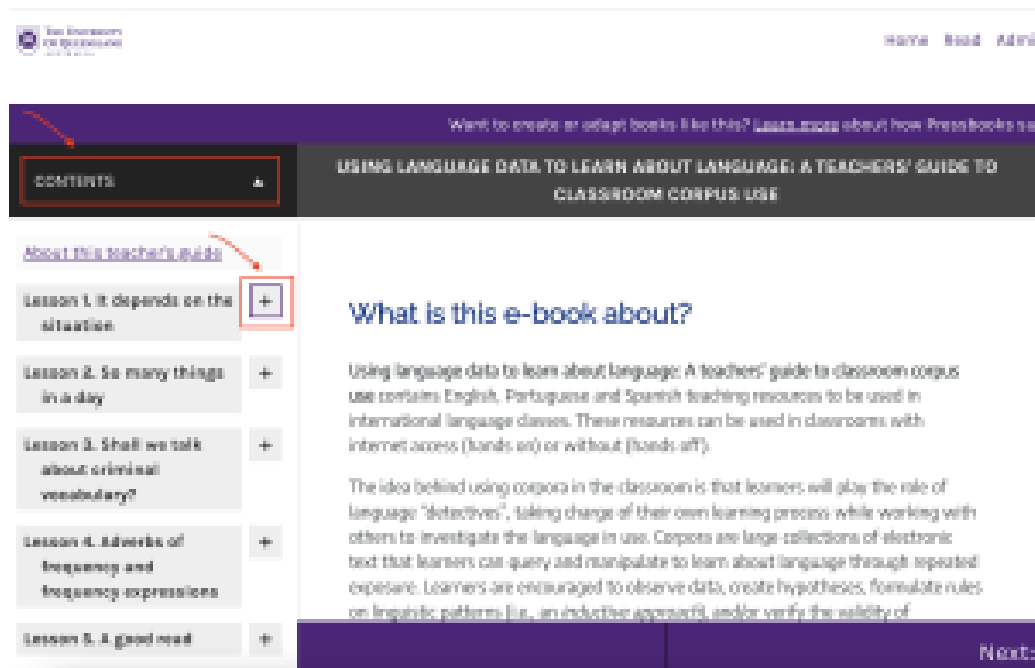 THE UNIVERSITY
OF QUEENSLAND
Home Read Admi
Want to create or adapt books like this? Learn more about how Pressbooks su
CONTENTS
USING LANGUAGE DATA TO LEARN ABOUT LANGUAGE: A TEACHERS' GUIDE TO
CLASSROOM CORPUS USE
About this teacher's guide
Lesson 1. It depends on the
situation
+
Lesson 2. So many things
in a day
+
Lesson 3. Shall we talk
about criminal
vocabulary?
+
Lesson 4. Adverbs of
frequency and
frequency expressions
+
Lesson 5. A good read
+
What is this e-book about?
Using language data to learn about language: A teachers' guide to classroom corpus
use contains English, Portuguese and Spanish teaching resources to be used in
international language classes. These resources can be used in classrooms with
internet access (hands on) or without (hands off).
The idea behind using corpora in the classroom is that learners will play the role of
language "detectives", taking charge of their own learning process while working with
others to investigate the language in use. Corpora are large collections of electronic
text that learners can query and manipulate to learn about language through repeated
exposure. Learners are encouraged to observe data, create hypotheses, formulate rules
on linguistic patterns (i.e., an inductive approach), and/or verify the validity of
Next: